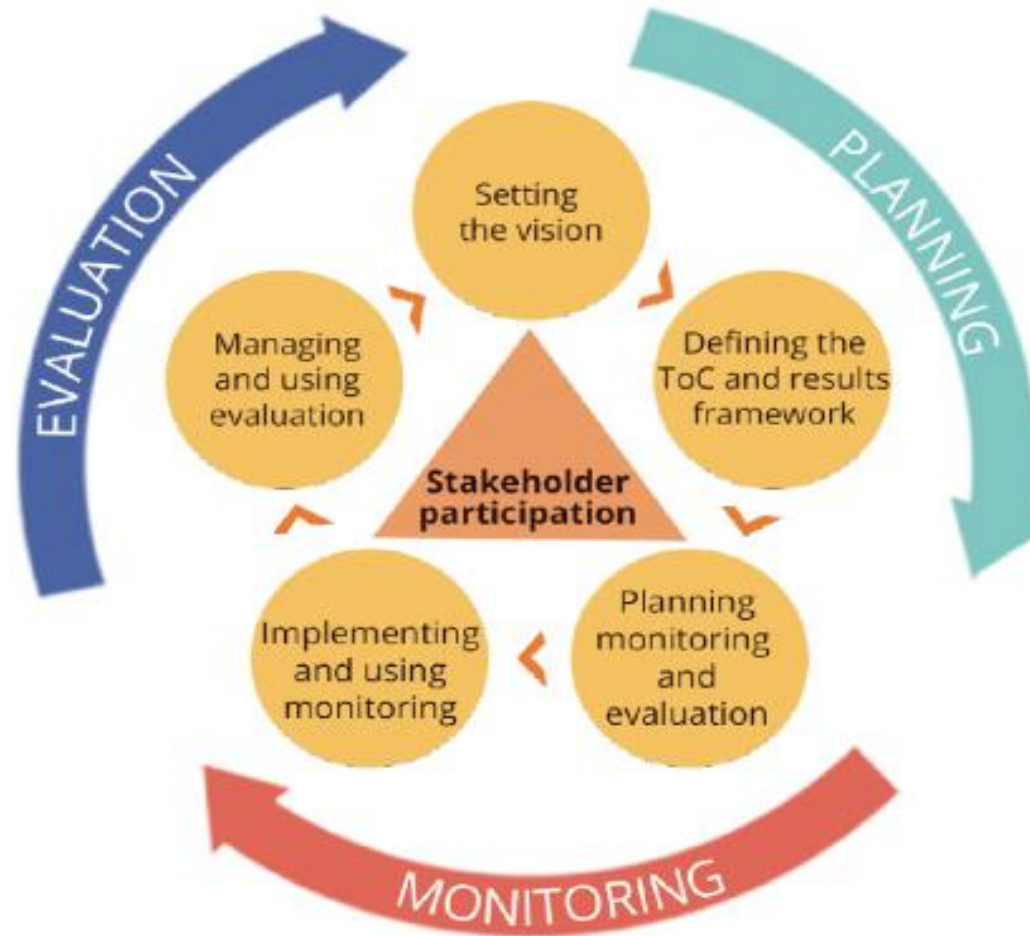 EVALUATION
PLANNING
Setting
the vision
Managing
and using
evaluation
Defining the
ToC and results
framework
Stakeholder
participation
Implementing
and using
monitoring
Planning
monitoring
and
evaluation
MONITORING